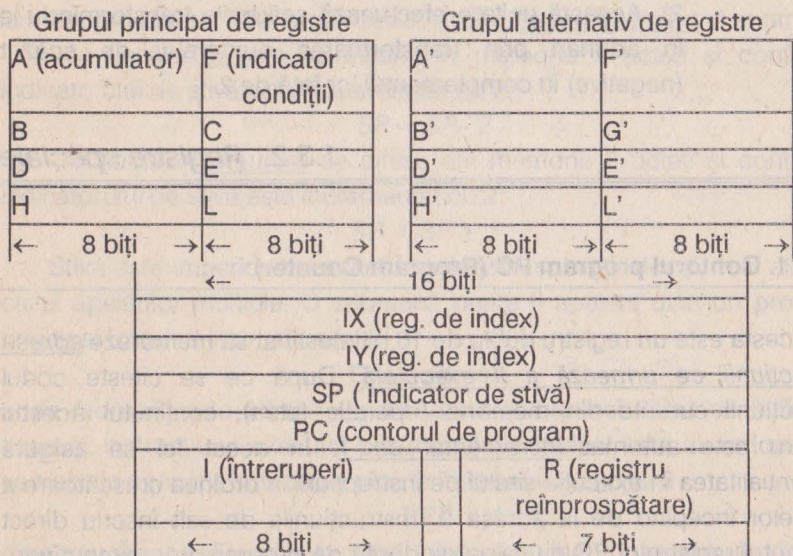 Grupul principal de registre Grupul alternativ de registre
A (acumulator) F (indicator A' F'
condiții)
B C B' G'
D E D' E'
H L H' L'
← 8 biți → ← 8 biți → ← 8 biți → ← 8 biți →
← 16 biți →
IX (reg. de index)
IY(reg. de index)
SP ( indicator de stivă)
PC (contorul de program)
I (întreruperi) R (registru
reînprospătare)
← 8 biți → ← 7 biți →